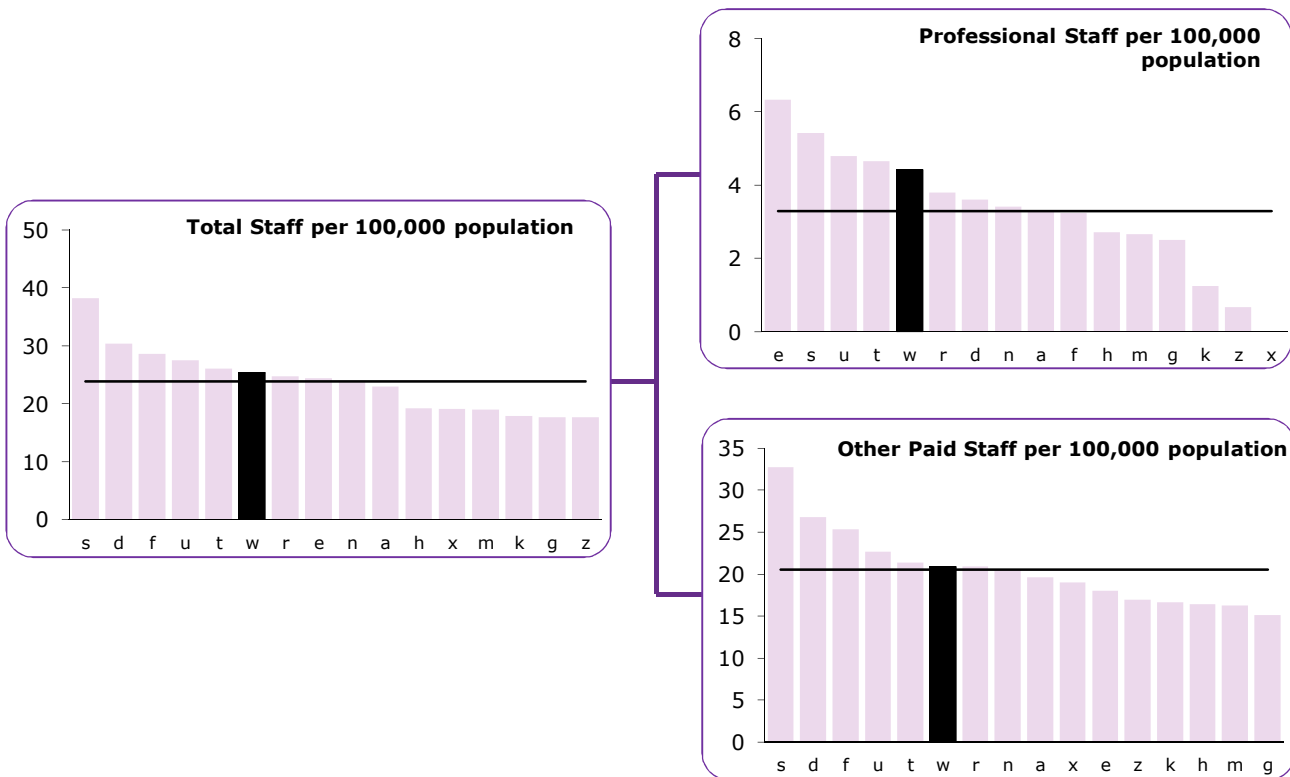 Total Staff per 100,000 population
50
40
30
20
10
0
s d f u t w r e n a h x m k g z
Professional Staff per 100,000
population
8
6
4
2
0
e s u t w r d n a f h m g k z x
Other Paid Staff per 100,000 population
35
30
25
20
15
10
5
0
s d f u t w r n a x e z k h m g